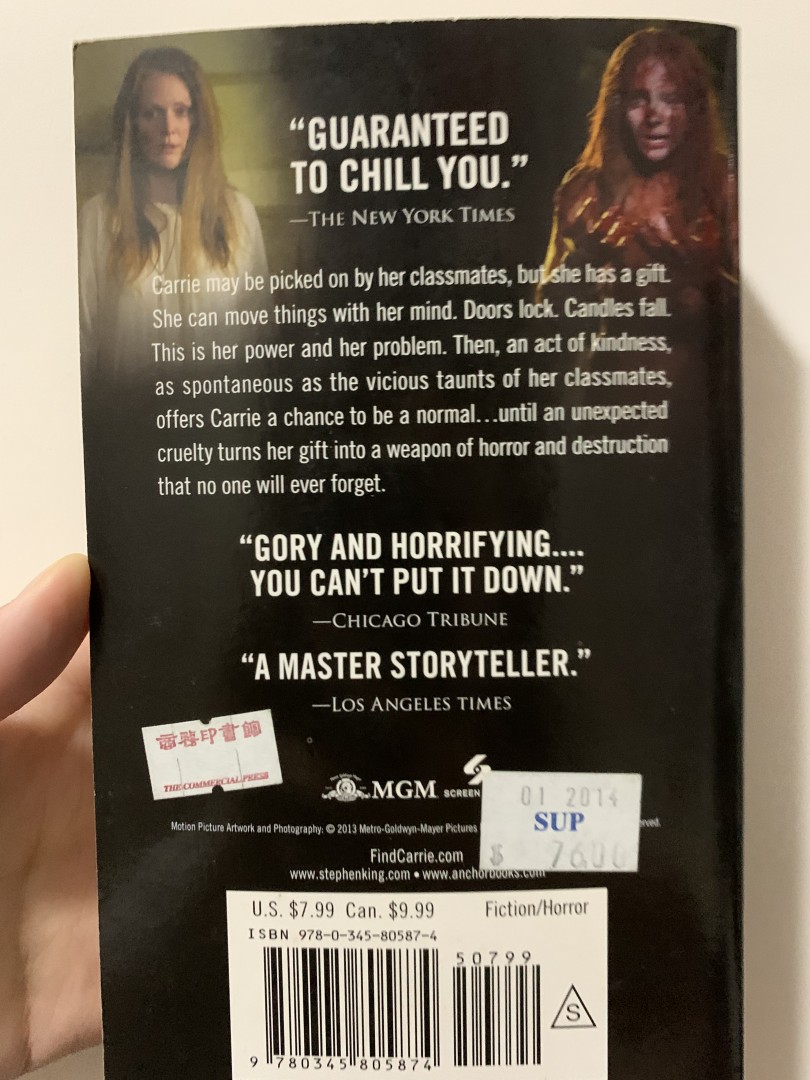 “GUARANTEED
TO CHILL YOU.”
—THE NEW YORK TIMES
Carrie may be picked on by her classmates, but she has a gift.
She can move things with her mind. Doors lock. Candles fall.
This is her power and her problem. Then, an act of kindness,
as spontaneous as the vicious taunts of her classmates,
offers Carrie a chance to be a normal...until an unexpected
cruelty turns her gift into a weapon of horror and destruction
that no one will ever forget.
“GORY AND HORRIFYING....
YOU CAN’T PUT IT DOWN.”
—CHICAGO TRIBUNE
“A MASTER STORYTELLER.”
—LOS ANGELES TIMES
商務印書館
THE COMMERCIAL PRESS
MGM SCREEN
01 2014
SUP
$ 76.00
Motion Picture Artwork and Photography: © 2013 Metro-Goldwyn-Mayer Pictures
FindCarrie.com
www.stephenking.com • www.anchorbooks.com
U.S. $7.99 Can. $9.99 Fiction/Horror
ISBN 978-0-345-80587-4
50799
S
9 780345 805874